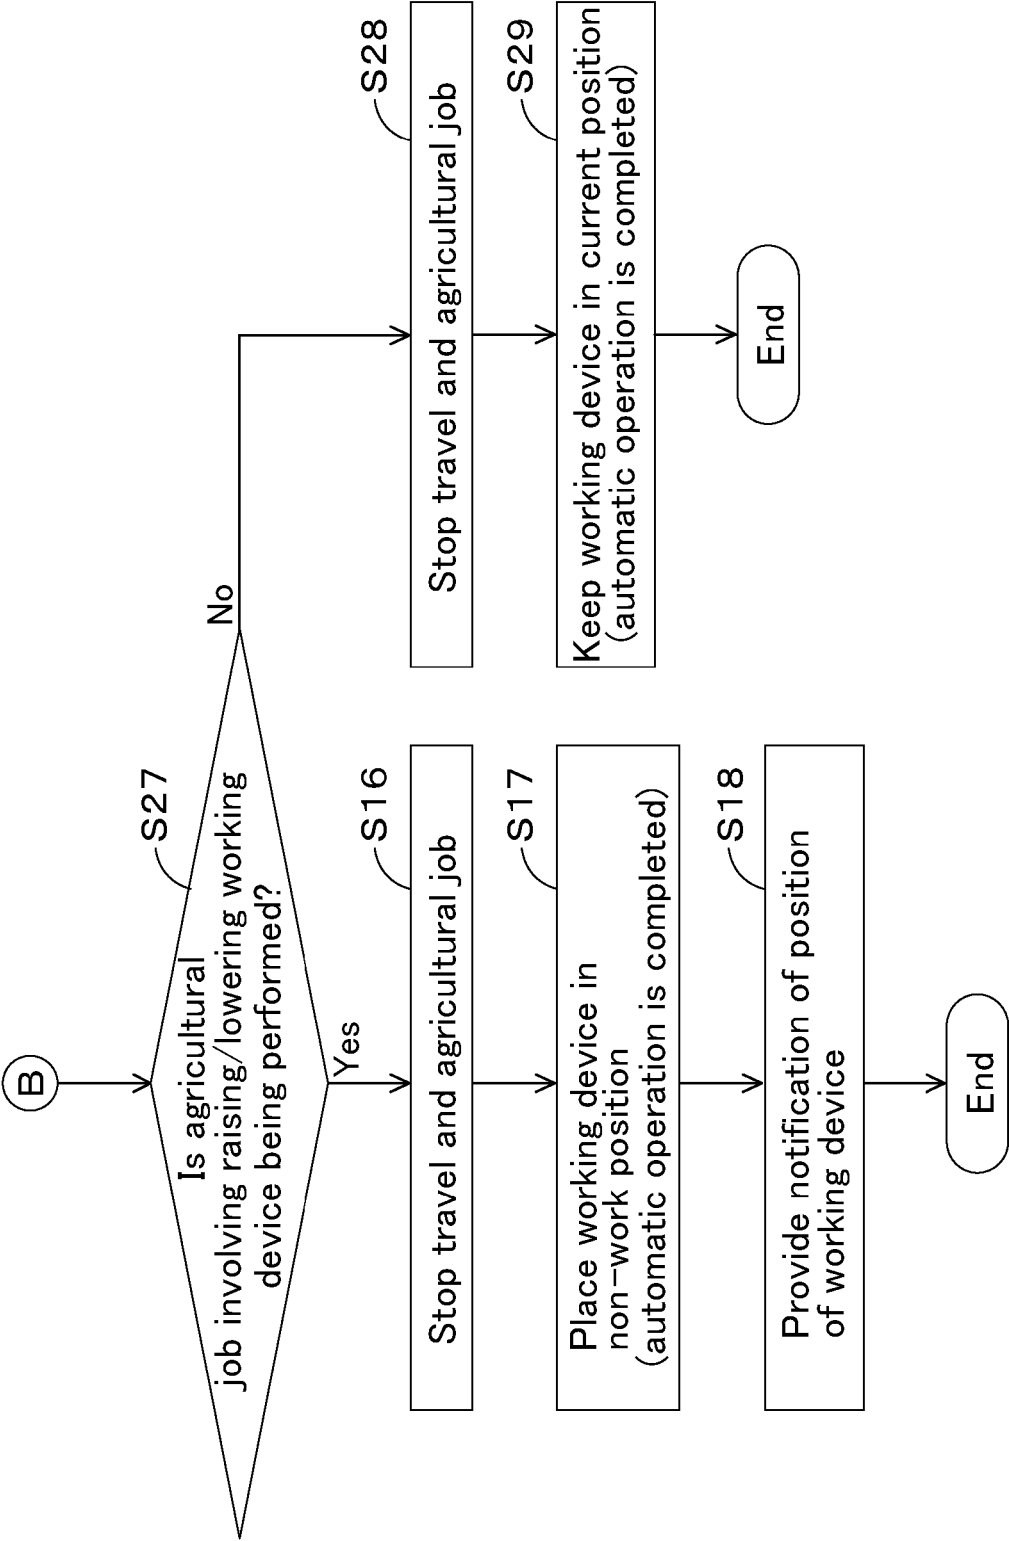 B
S27
Is agricultural
job involving raising/lowering working
device being performed?
No
Yes
S16
Stop travel and agricultural job
S17
Place working device in
non-work position
(automatic operation is completed)
S18
Provide notification of position
of working device
End
S28
Stop travel and agricultural job
S29
Keep working device in current position
(automatic operation is completed)
End